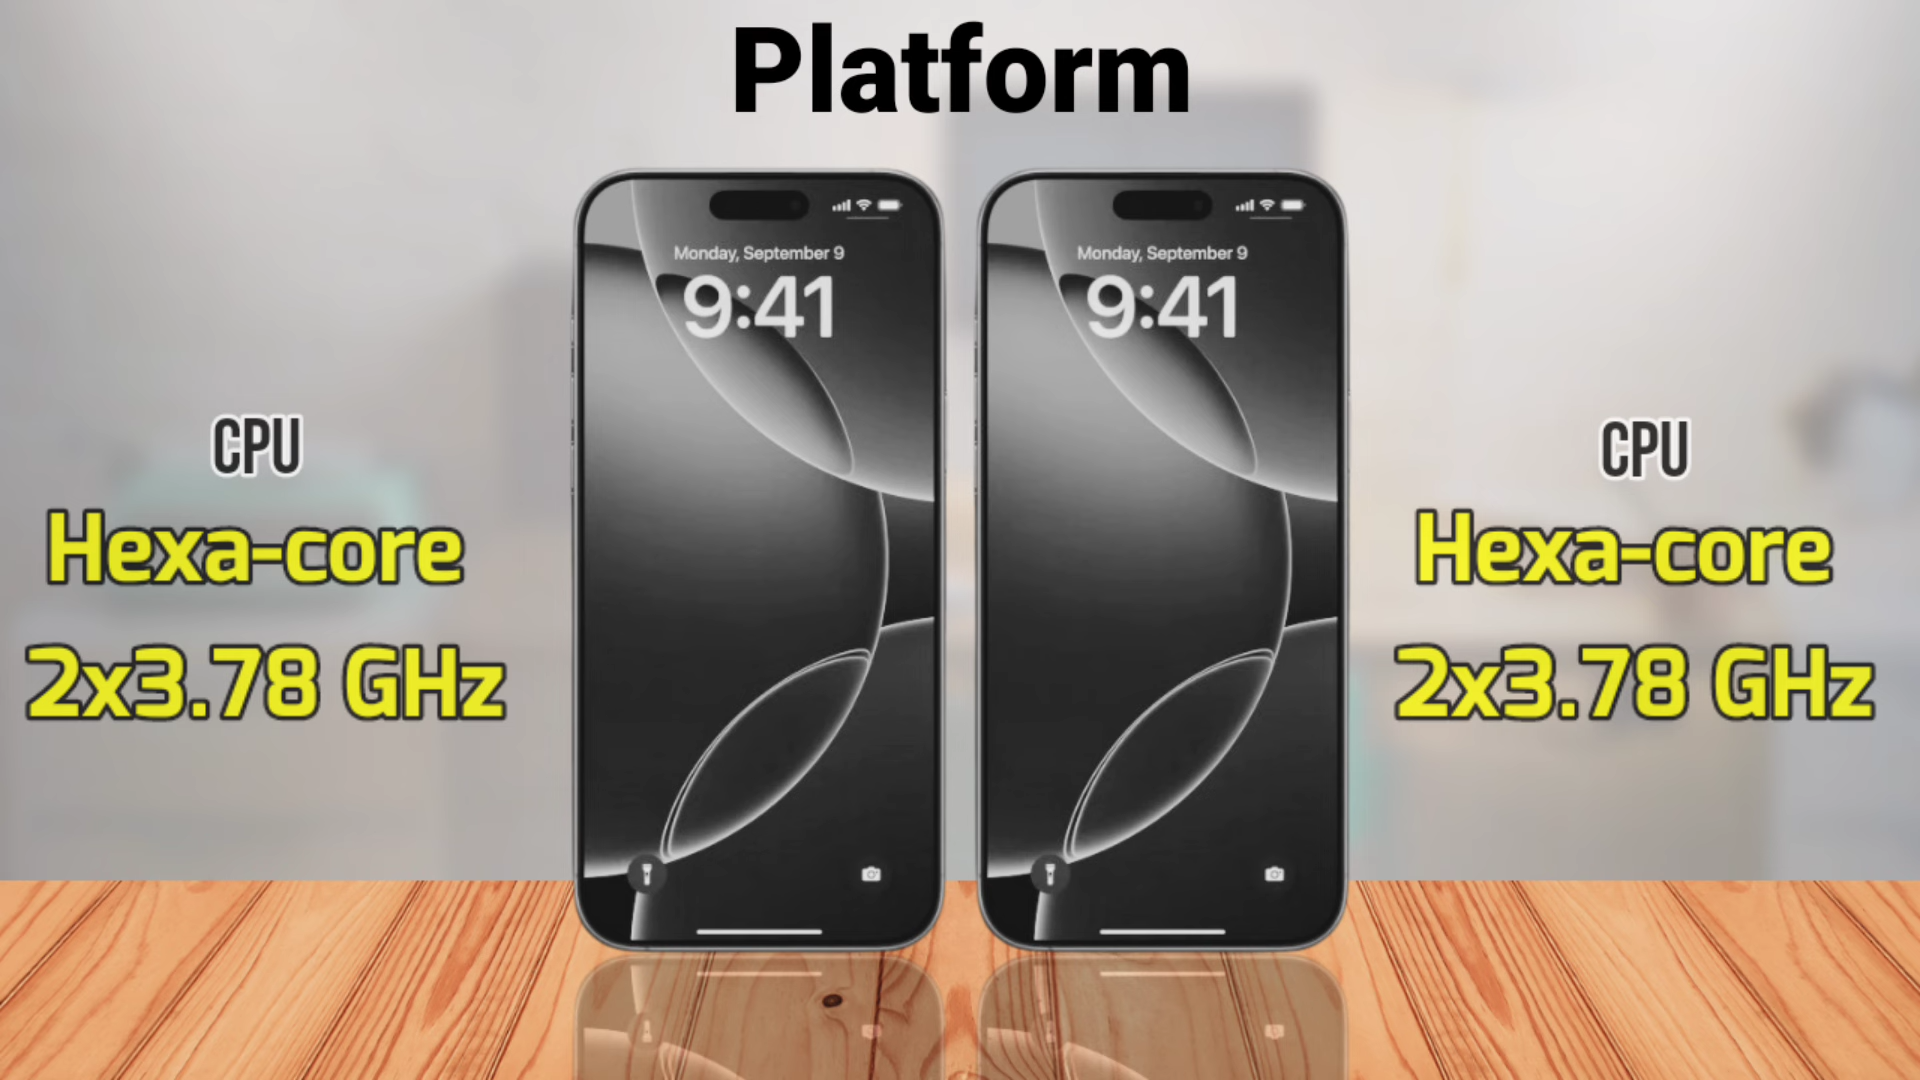 Platform
Monday, September 9
9:41
Monday, September 9
9:41
CPU
Hexa-core
2x3.78 GHz
CPU
Hexa-core
2x3.78 GHz